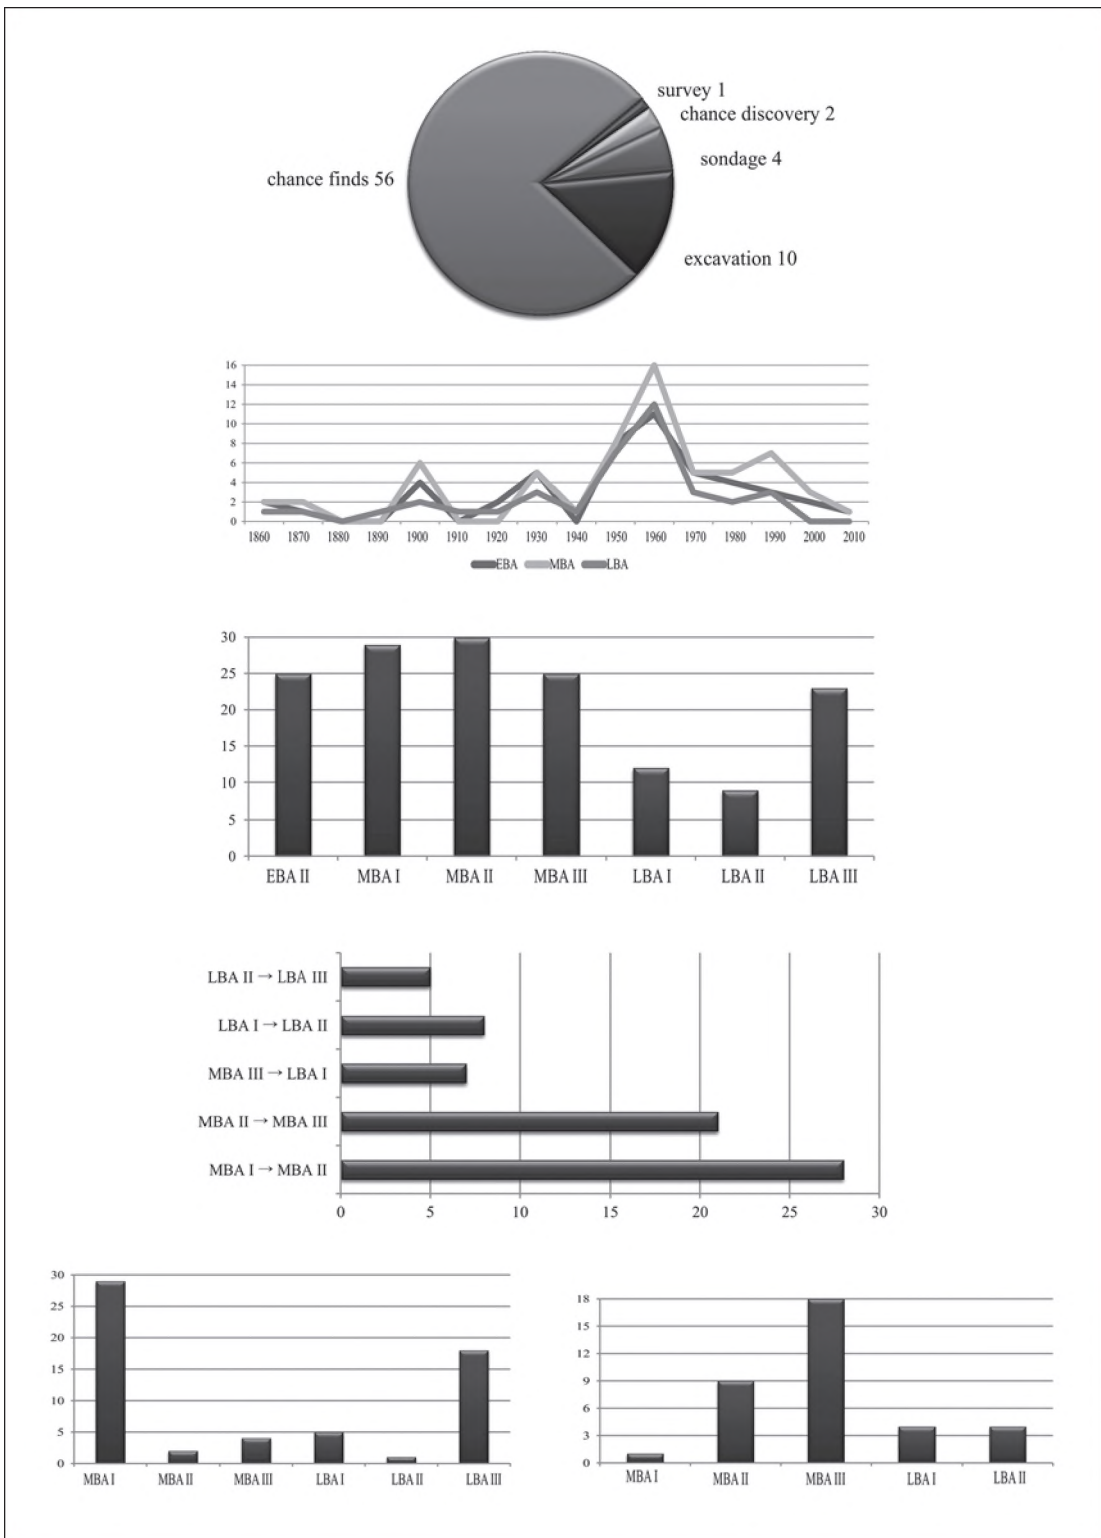 survey 1
chance discovery 2
sondage 4
chance finds 56
excavation 10
16
14
12
10
8
6
4
2
0
1860 1870 1880 1890 1900 1910 1920 1930 1940 1950 1960 1970 1980 1990 2000 2010
EBA MBA LBA
30
25
20
15
10
5
0
EBA II MBA I MBA II MBA III LBA I LBA II LBA III
LBA II → LBA III
LBA I → LBA II
MBA III → LBA I
MBA II → MBA III
MBA I → MBA II
0 5 10 15 20 25 30
30
25
20
15
10
5
0
MBA I MBA II MBA III LBA I LBA II LBA III
18
15
12
9
6
3
0
MBA I MBA II MBA III LBA I LBA II